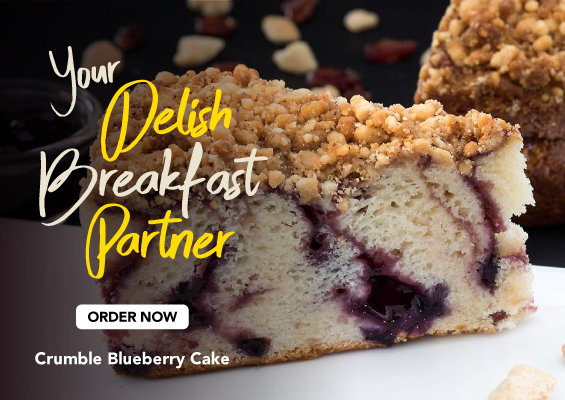 Your
Delish
Breakfast
Partner
ORDER NOW
Crumble Blueberry Cake